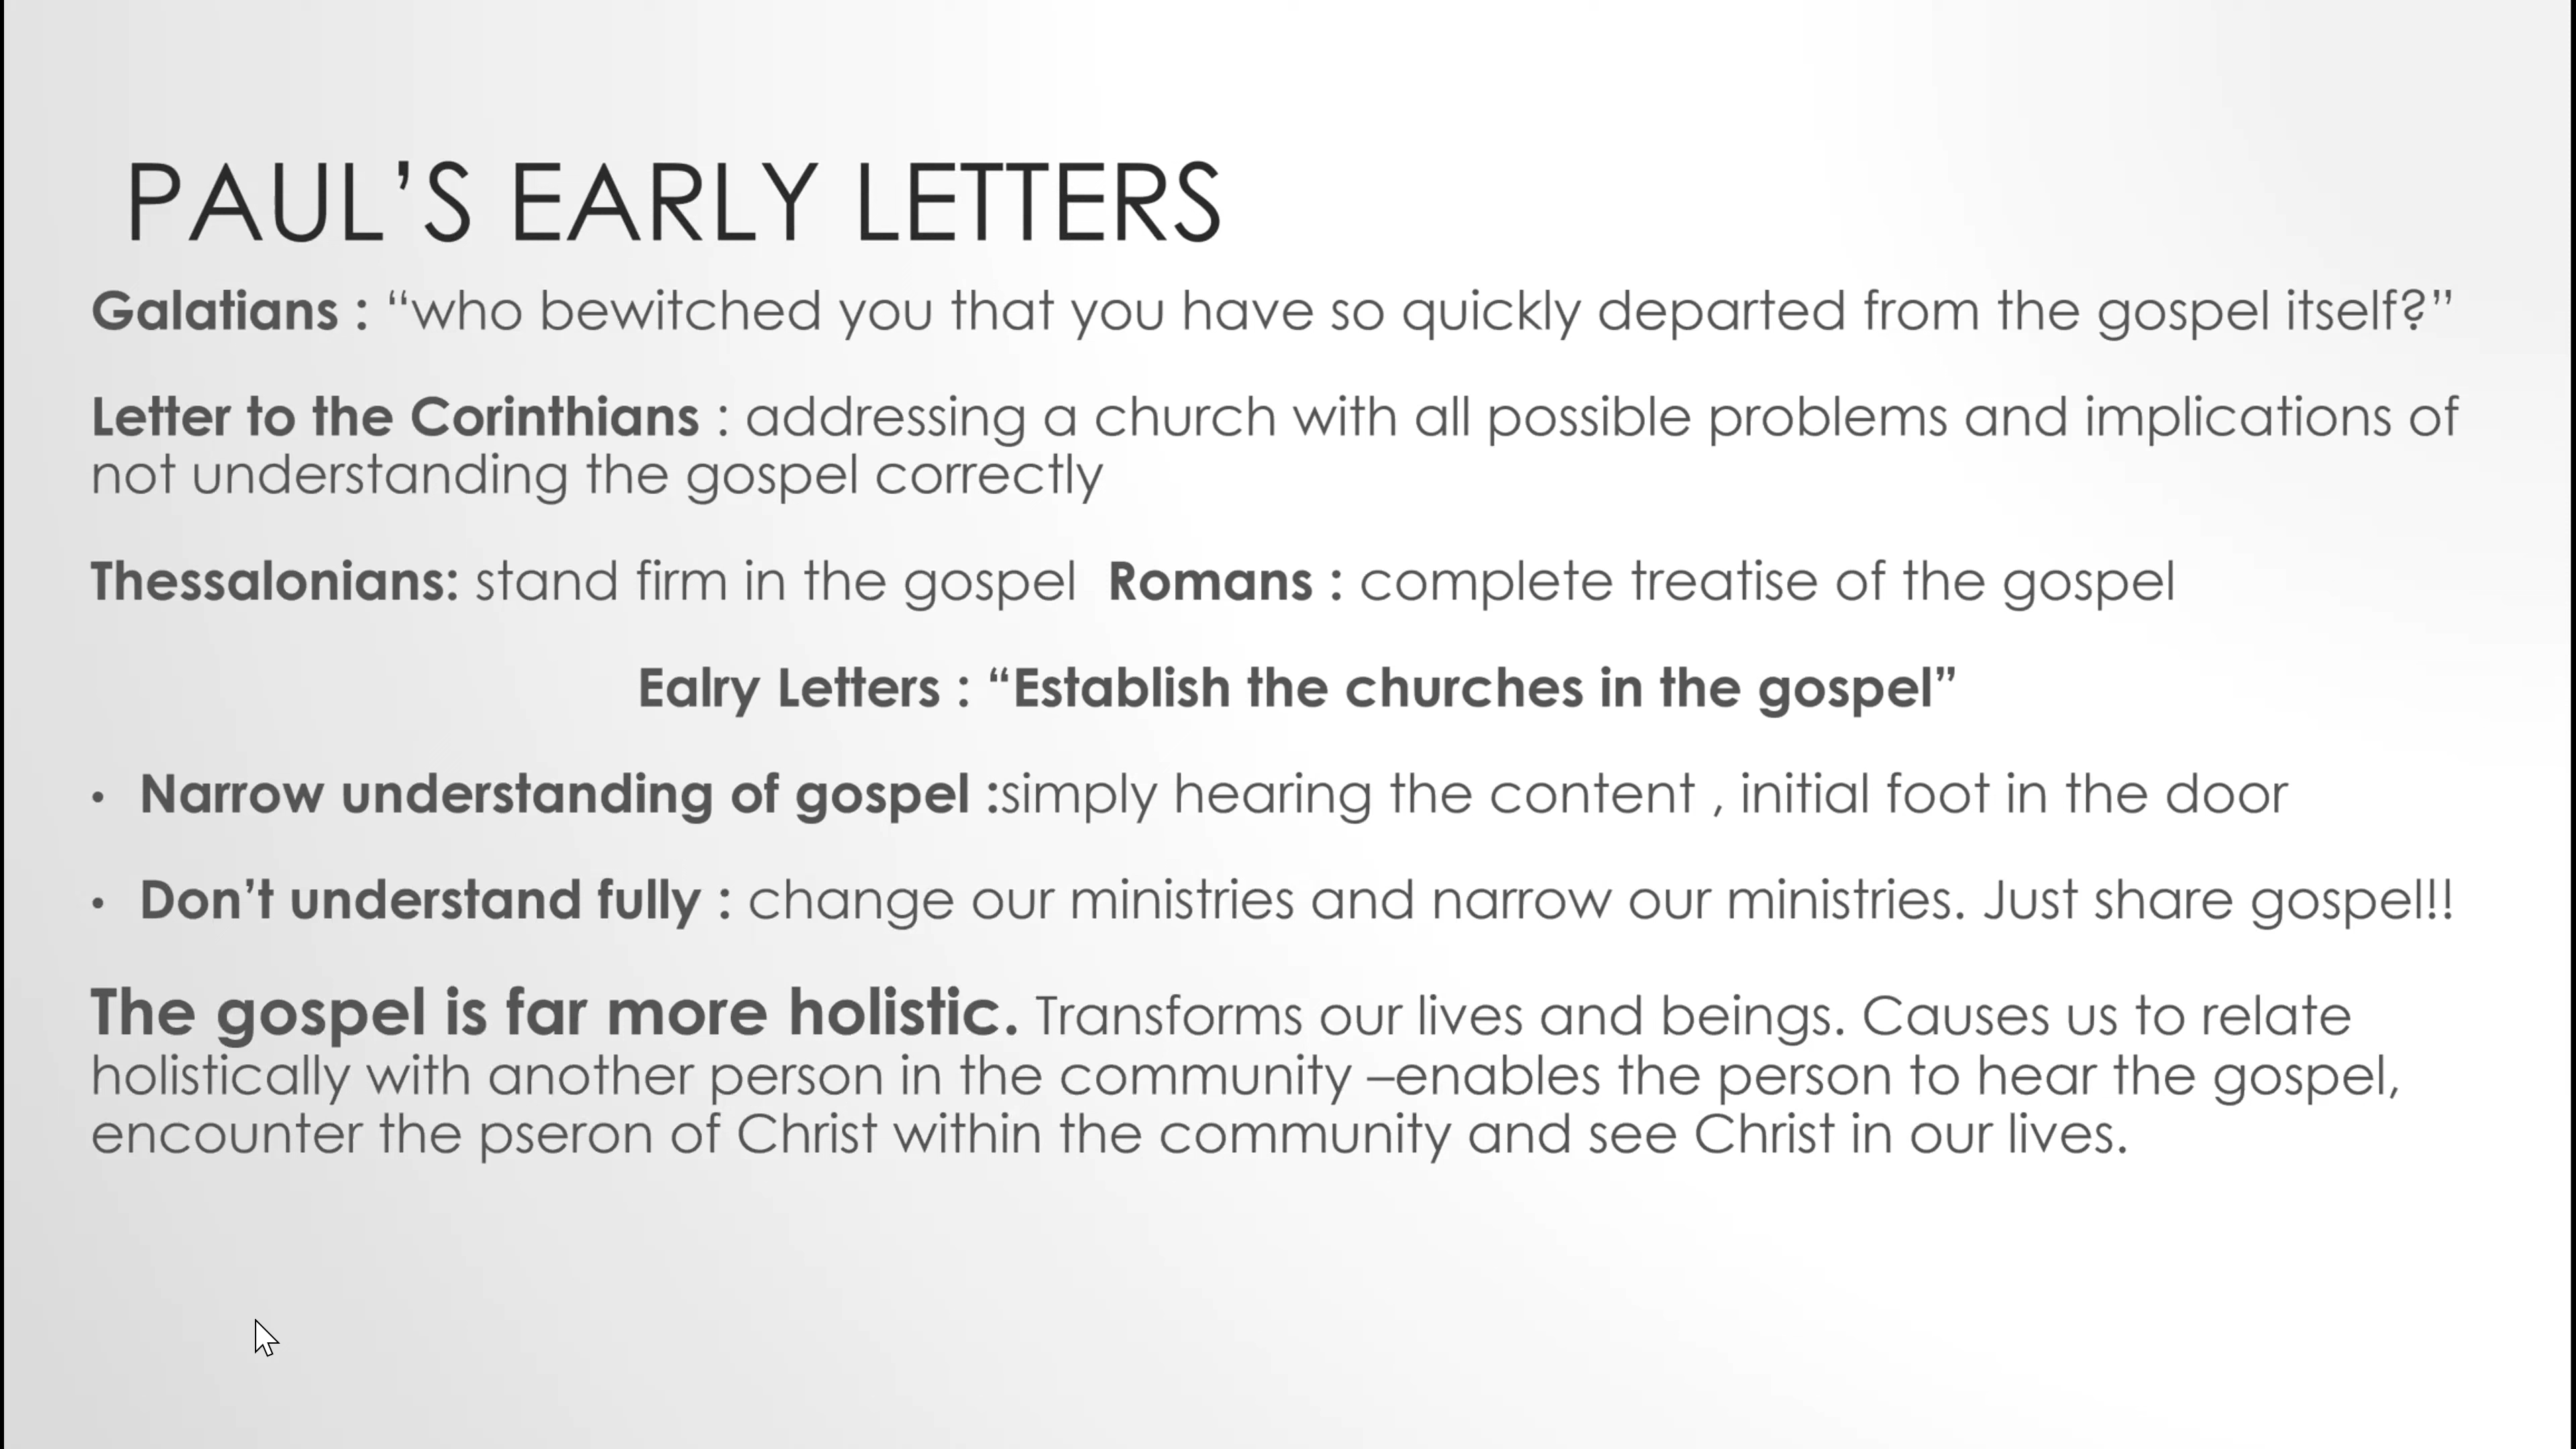 PAUL’S EARLY LETTERS
Galatians : “who bewitched you that you have so quickly departed from the gospel itself?”
Letter to the Corinthians : addressing a church with all possible problems and implications of
not understanding the gospel correctly
Thessalonians: stand firm in the gospel  Romans : complete treatise of the gospel
Ealry Letters : “Establish the churches in the gospel”
• Narrow understanding of gospel :simply hearing the content , initial foot in the door
• Don’t understand fully : change our ministries and narrow our ministries. Just share gospel!!
The gospel is far more holistic. Transforms our lives and beings. Causes us to relate
holistically with another person in the community –enables the person to hear the gospel,
encounter the pseron of Christ within the community and see Christ in our lives.